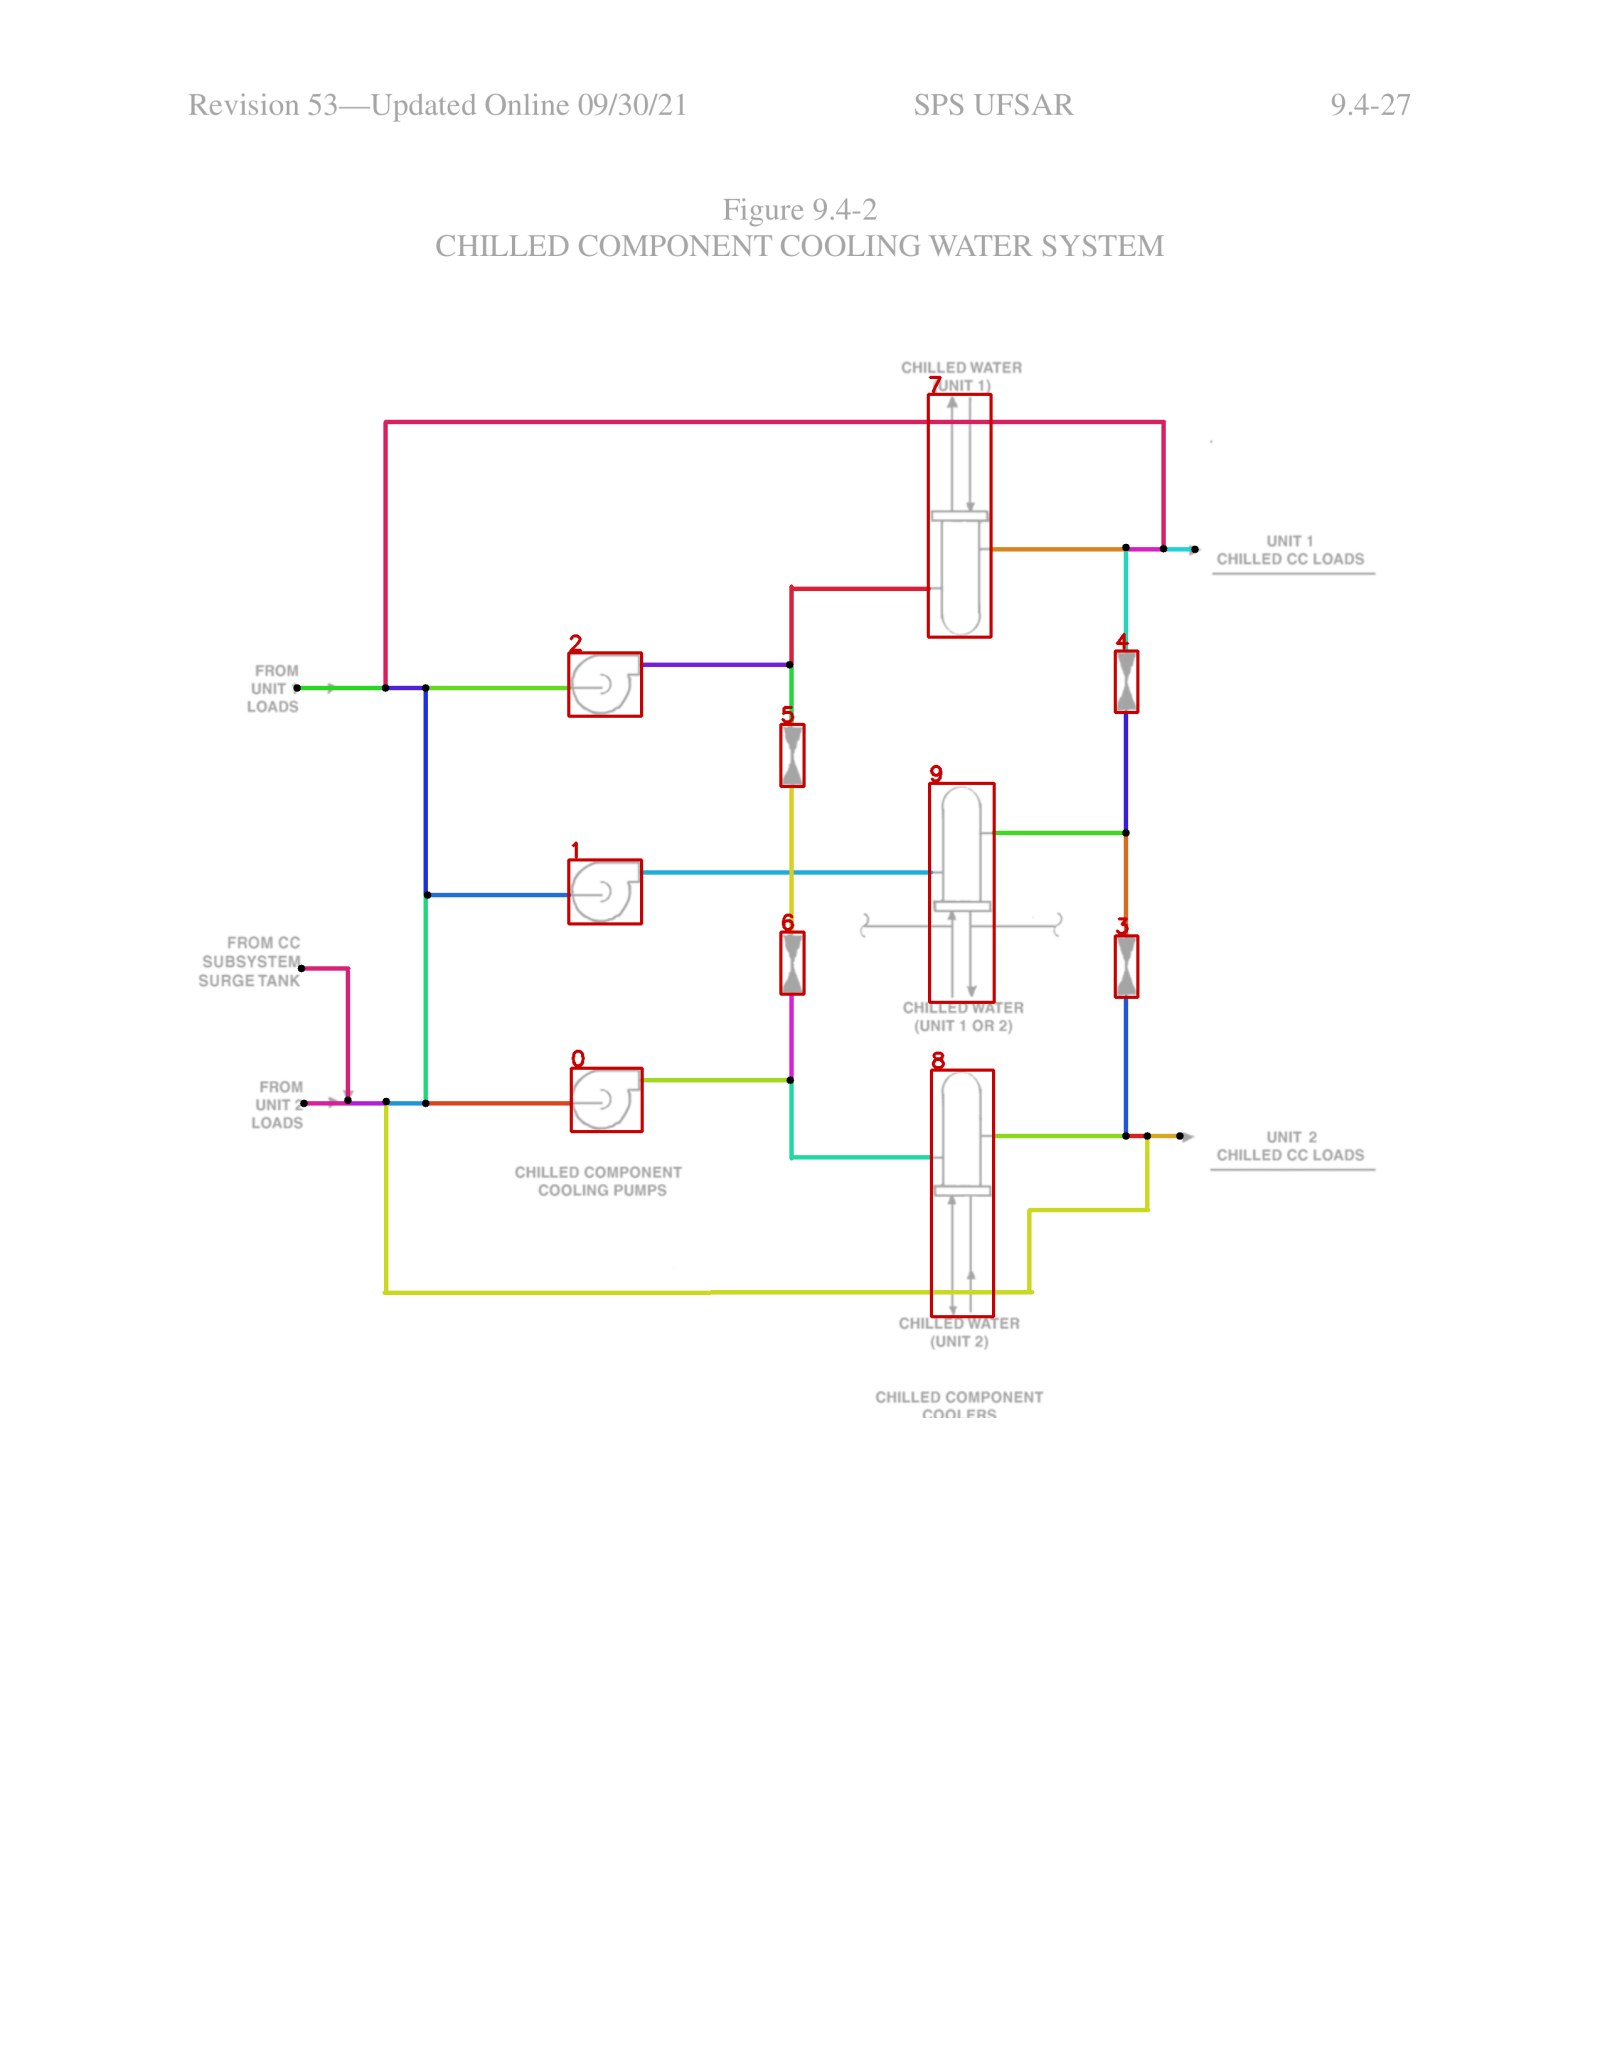 Revision 53—Updated Online 09/30/21 SPS UFSAR 9.4-27
Figure 9.4-2
CHILLED COMPONENT COOLING WATER SYSTEM
CHILLED WATER
(UNIT 1)
7
UNIT 1
CHILLED CC LOADS
2
4
FROM
UNIT
LOADS
5
9
1
6
3
FROM CC
SUBSYSTEM
SURGE TANK
CHILLED WATER
(UNIT 1 OR 2)
0
8
FROM
UNIT 2
LOADS
UNIT 2
CHILLED CC LOADS
CHILLED COMPONENT
COOLING PUMPS
CHILLED WATER
(UNIT 2)
CHILLED COMPONENT
COOLERS